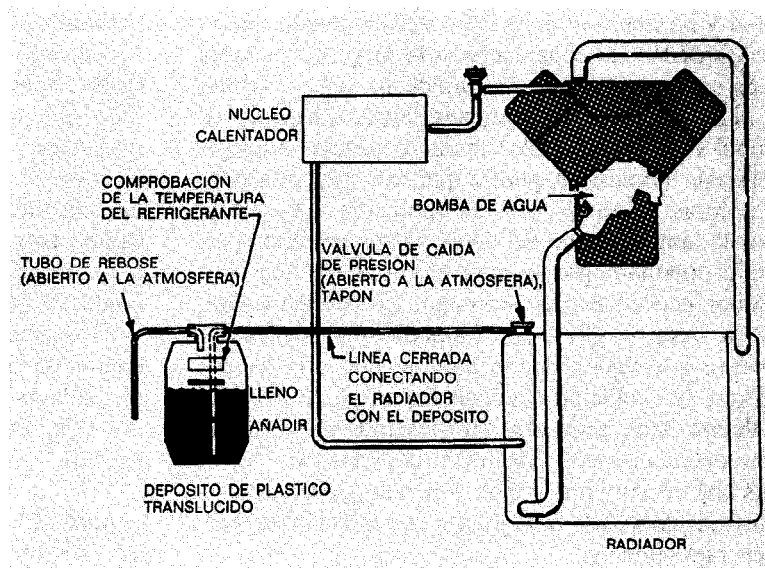 NUCLEO
CALENTADOR
COMPROBACION
DE LA TEMPERATURA
DEL REFRIGERANTE
BOMBA DE AGUA
TUBO DE REBOSE
(ABIERTO A LA ATMOSFERA)
VALVULA DE CAIDA
DE PRESION
(ABIERTO A LA ATMOSFERA),
TAPON
LINEA CERRADA
CONECTANDO
EL RADIADOR
CON EL DEPOSITO
LLENO
AÑADIR
DEPOSITO DE PLASTICO
TRANSLUCIDO
RADIADOR